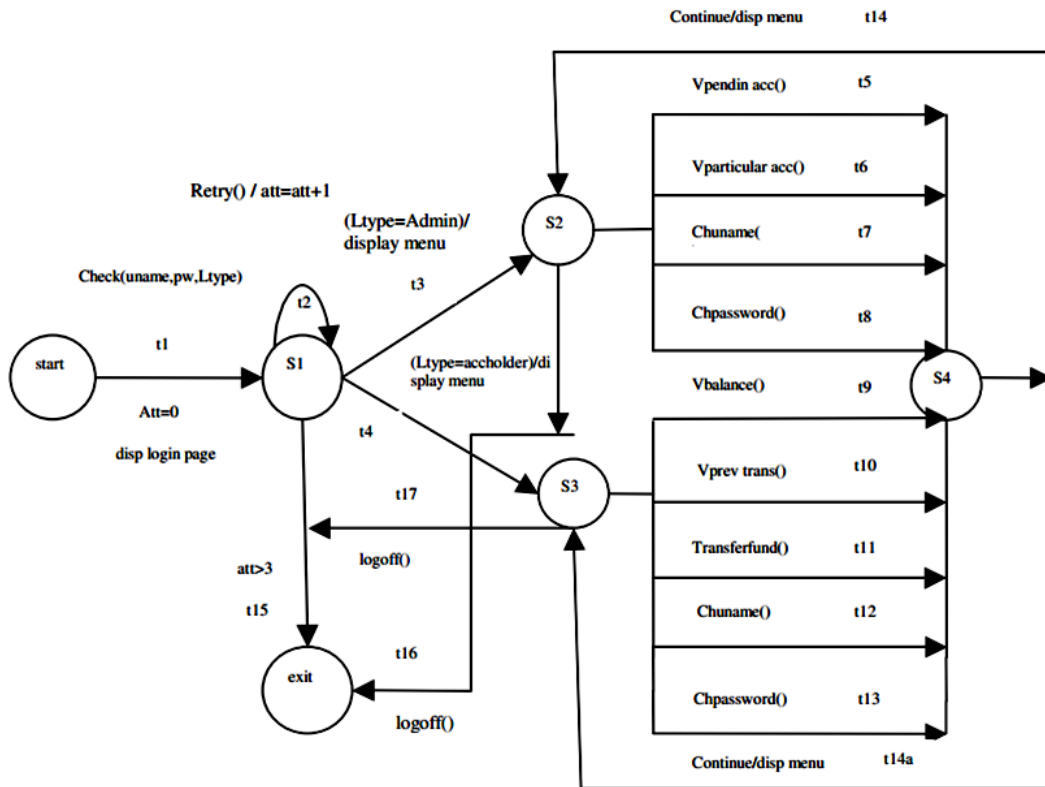 Continue/disp menu t14
Vpendin acc() t5
Vparticular acc() t6
Retry() / att=att+1
(Ltype=Admin)/
display menu
S2
Chuname( t7
Check(uname,pw,Ltype)
t3
t2
Chpassword() t8
t1
start
S1
(Ltype=accholder)/di
splay menu
Vbalance() t9
S4
Att=0
t4
disp login page
Vprev trans() t10
S3
t17
Transferfund() t11
logoff()
att>3
t15
Chuname() t12
t16
exit
Chpassword() t13
logoff()
Continue/disp menu t14a